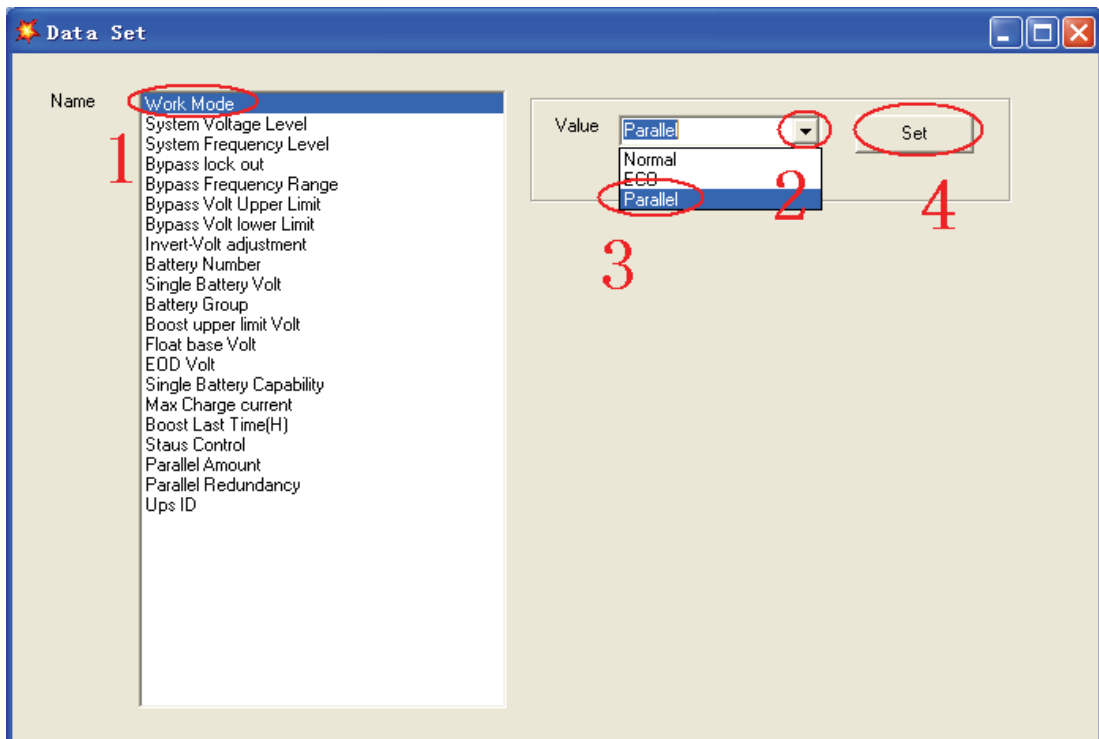 Data Set
Name
Work Mode
System Voltage Level
System Frequency Level
Bypass lock out
Bypass Frequency Range
Bypass Volt Upper Limit
Bypass Volt lower Limit
Invert-Volt adjustment
Battery Number
Single Battery Volt
Battery Group
Boost upper limit Volt
Float base Volt
EOD Volt
Single Battery Capability
Max Charge current
Boost Last Time(H)
Staus Control
Parallel Amount
Parallel Redundancy
Ups ID
1
Value
Parallel
Set
Normal
ECO
Parallel
2
3
4